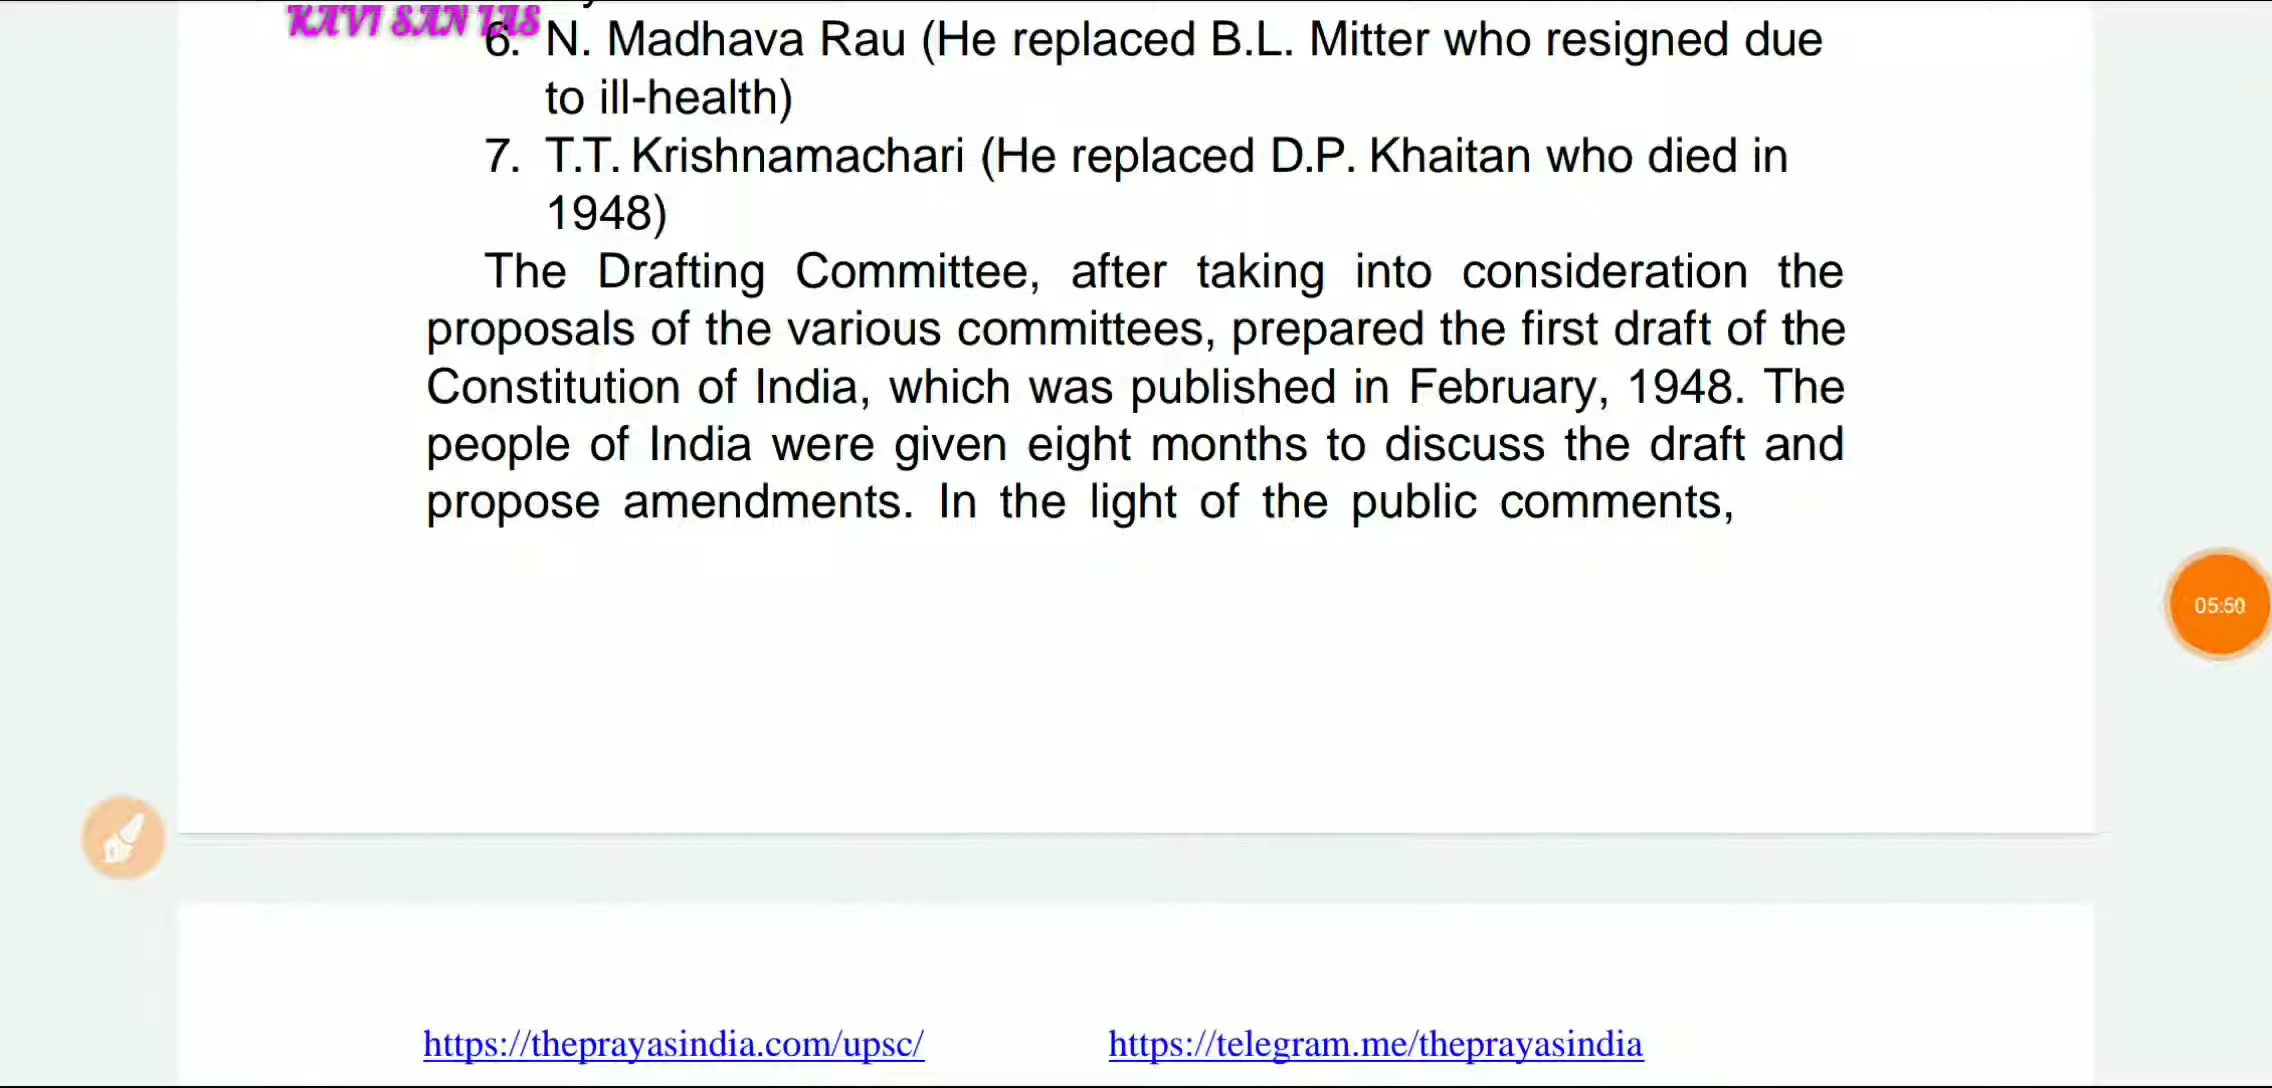 KAVI SAN IAS
6. N. Madhava Rau (He replaced B.L. Mitter who resigned due
to ill-health)
7. T.T. Krishnamachari (He replaced D.P. Khaitan who died in
1948)
The Drafting Committee, after taking into consideration the
proposals of the various committees, prepared the first draft of the
Constitution of India, which was published in February, 1948. The
people of India were given eight months to discuss the draft and
propose amendments. In the light of the public comments,
05:50
https://theprayasindia.com/upsc/ https://telegram.me/theprayasindia